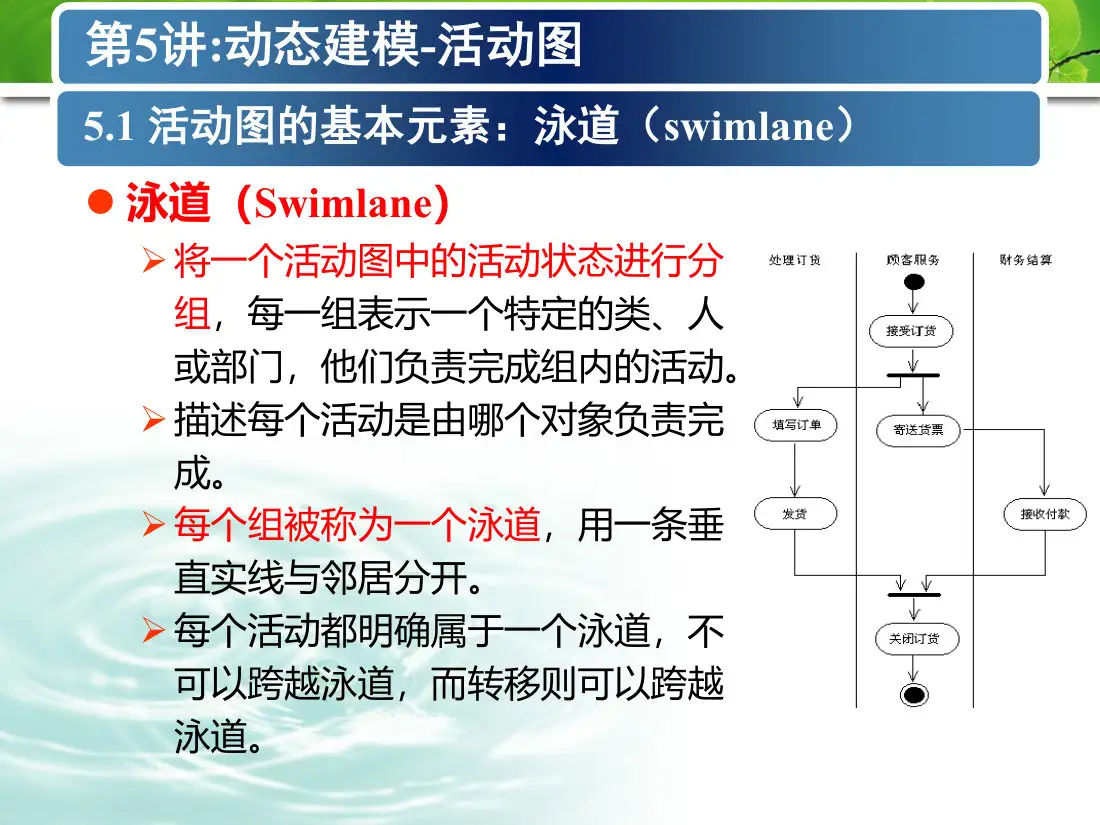 第5讲:动态建模-活动图
5.1 活动图的基本元素：泳道（swimlane）
泳道（Swimlane）
将一个活动图中的活动状态进行分
组，每一组表示一个特定的类、人
或部门，他们负责完成组内的活动。
描述每个活动是由哪个对象负责完
成。
每个组被称为一个泳道，用一条垂
直实线与邻居分开。
每个活动都明确属于一个泳道，不
可以跨越泳道，而转移则可以跨越
泳道。
处理订货
顾客服务
财务结算
接受订货
填写订单
寄送货票
发货
接收付款
关闭订货